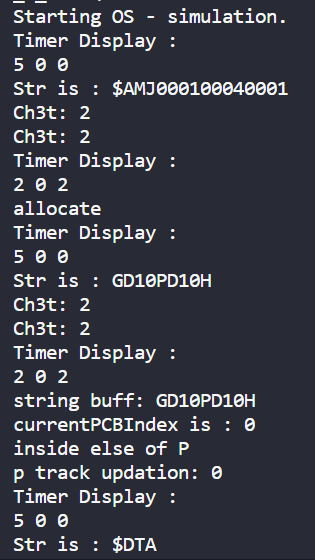 Starting OS - simulation.
Timer Display :
5 0 0
Str is : $AMJ000100040001
Ch3t: 2
Ch3t: 2
Timer Display :
2 0 2
allocate
Timer Display :
5 0 0
Str is : GD10PD10H
Ch3t: 2
Ch3t: 2
Timer Display :
2 0 2
string buff: GD10PD10H
currentPCBIndex is : 0
inside else of P
p track updation: 0
Timer Display :
5 0 0
Str is : $DTA